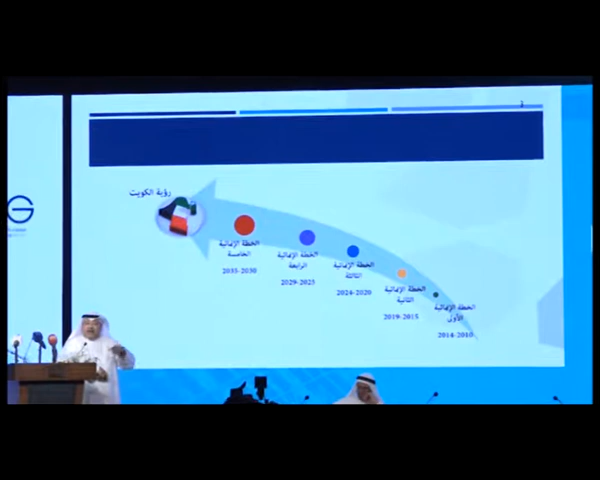 1
رؤية الكويت
الخطة الإنمائية
الخامسة
2035-2030
الخطة الإنمائية
الرابعة
2029-2025
الخطة الإنمائية
الثالثة
2024-2020
الخطة الإنمائية
الثانية
2019-2015
الخطة الإنمائية
الأولى
2014-2010
G